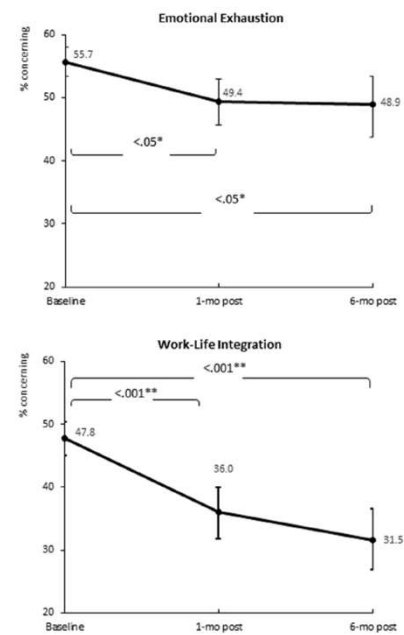 Emotional Exhaustion
% concerning
60
50
40
30
20
55.7
49.4
48.9
<.05*
<.05*
Baseline
1-mo post
6-mo post
Work-Life Integration
% concerning
60
50
40
30
20
<.001**
<.001**
47.8
36.0
31.5
Baseline
1-mo post
6-mo post